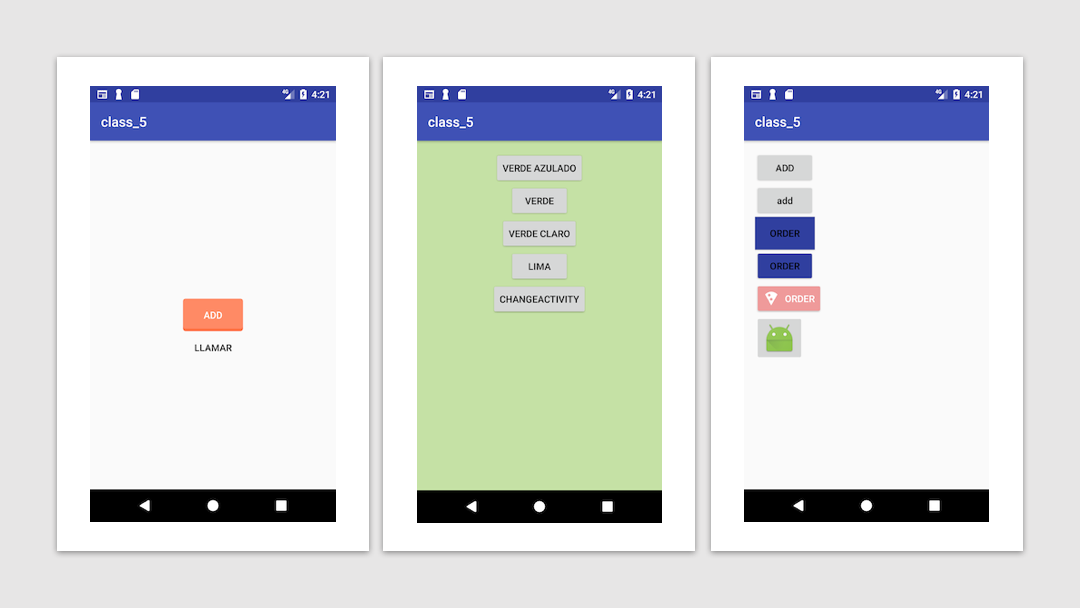 4G 4:21
class_5
ADD
LLAMAR
4G 4:21
class_5
VERDE AZULADO
VERDE
VERDE CLARO
LIMA
CHANGEACTIVITY
4G 4:21
class_5
ADD
add
ORDER
ORDER
ORDER